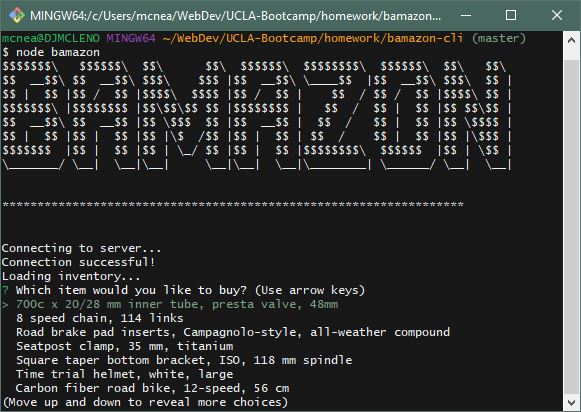 MINGW64:/c/Users/mcnea/WebDev/UCLA-Bootcamp/homework/bamazon...
mcnea@DJMCLENO MINGW64 ~/WebDev/UCLA-Bootcamp/homework/bamazon-cli (master)
$ node bamazon
BAMAZON
******************************************************************
Connecting to server...
Connection successful!
Loading inventory...
? Which item would you like to buy? (Use arrow keys)
> 700c x 20/28 mm inner tube, presta valve, 48mm
8 speed chain, 114 links
Road brake pad inserts, Campagnolo-style, all-weather compound
Seatpost clamp, 35 mm, titanium
Square taper bottom bracket, ISO, 118 mm spindle
Time trial helmet, white, large
Carbon fiber road bike, 12-speed, 56 cm
(Move up and down to reveal more choices)